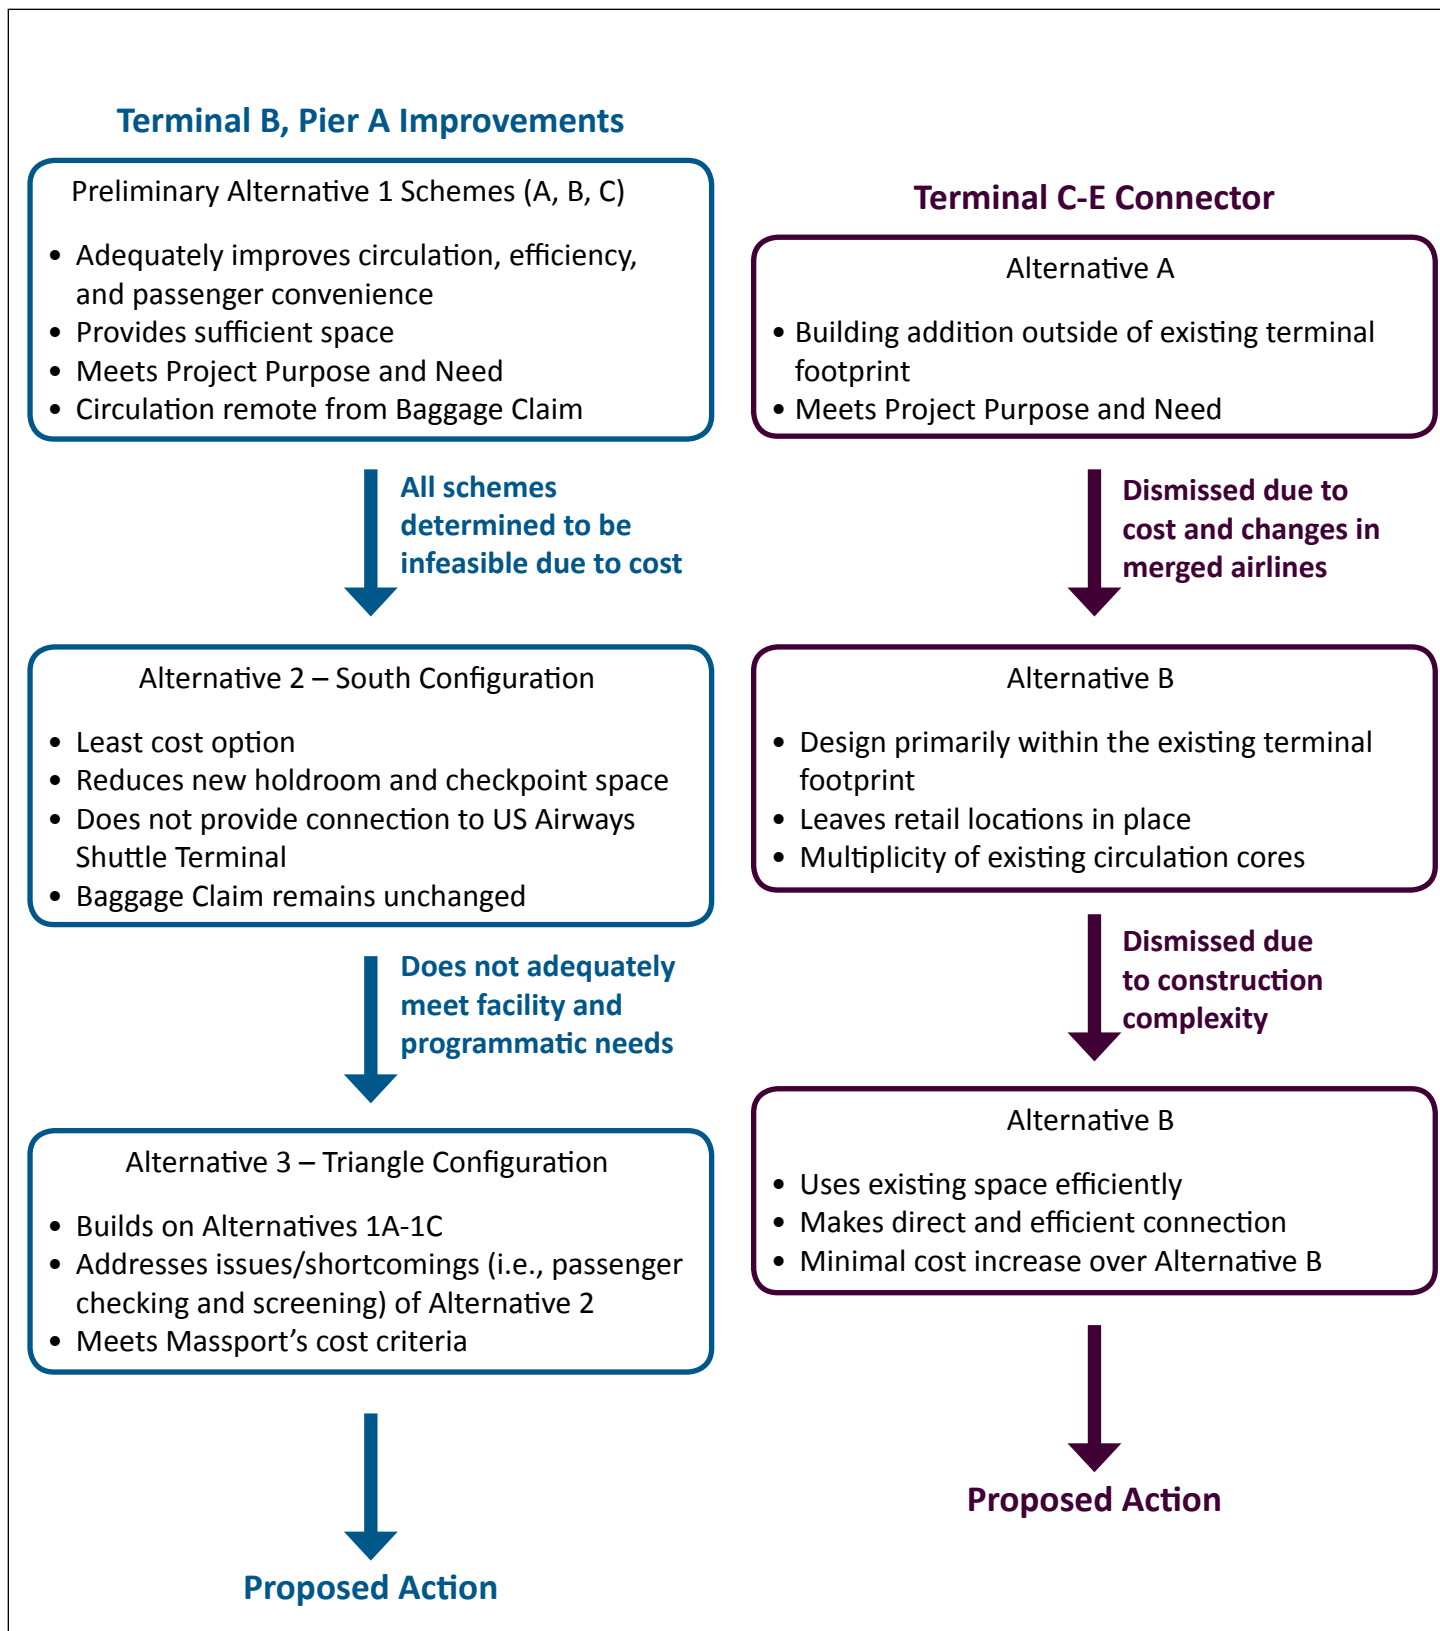 Terminal B, Pier A Improvements
Preliminary Alternative 1 Schemes (A, B, C)
• Adequately improves circulation, efficiency,
and passenger convenience
• Provides sufficient space
• Meets Project Purpose and Need
• Circulation remote from Baggage Claim
All schemes
determined to be
infeasible due to cost
Alternative 2 – South Configuration
• Least cost option
• Reduces new holdroom and checkpoint space
• Does not provide connection to US Airways
Shuttle Terminal
• Baggage Claim remains unchanged
Does not adequately
meet facility and
programmatic needs
Alternative 3 – Triangle Configuration
• Builds on Alternatives 1A-1C
• Addresses issues/shortcomings (i.e., passenger
checking and screening) of Alternative 2
• Meets Massport’s cost criteria
Proposed Action
Terminal C-E Connector
Alternative A
• Building addition outside of existing terminal
footprint
• Meets Project Purpose and Need
Dismissed due to
cost and changes in
merged airlines
Alternative B
• Design primarily within the existing terminal
footprint
• Leaves retail locations in place
• Multiplicity of existing circulation cores
Dismissed due
to construction
complexity
Alternative B
• Uses existing space efficiently
• Makes direct and efficient connection
• Minimal cost increase over Alternative B
Proposed Action